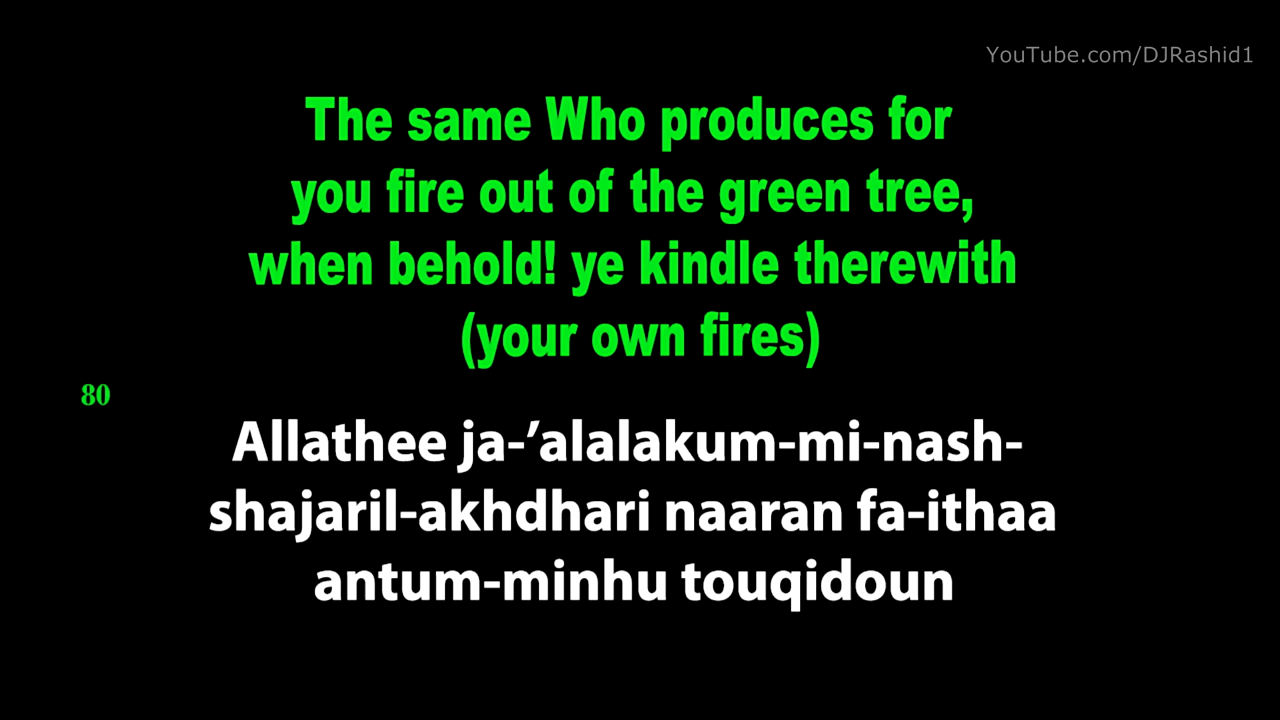 YouTube.com/DJRashid1
The same Who produces for
you fire out of the green tree,
when behold! ye kindle therewith
(your own fires)
80
Allathee ja-’alalakum-mi-nash-
shajaril-akhdhari naaran fa-ithaa
antum-minhu touqidoun